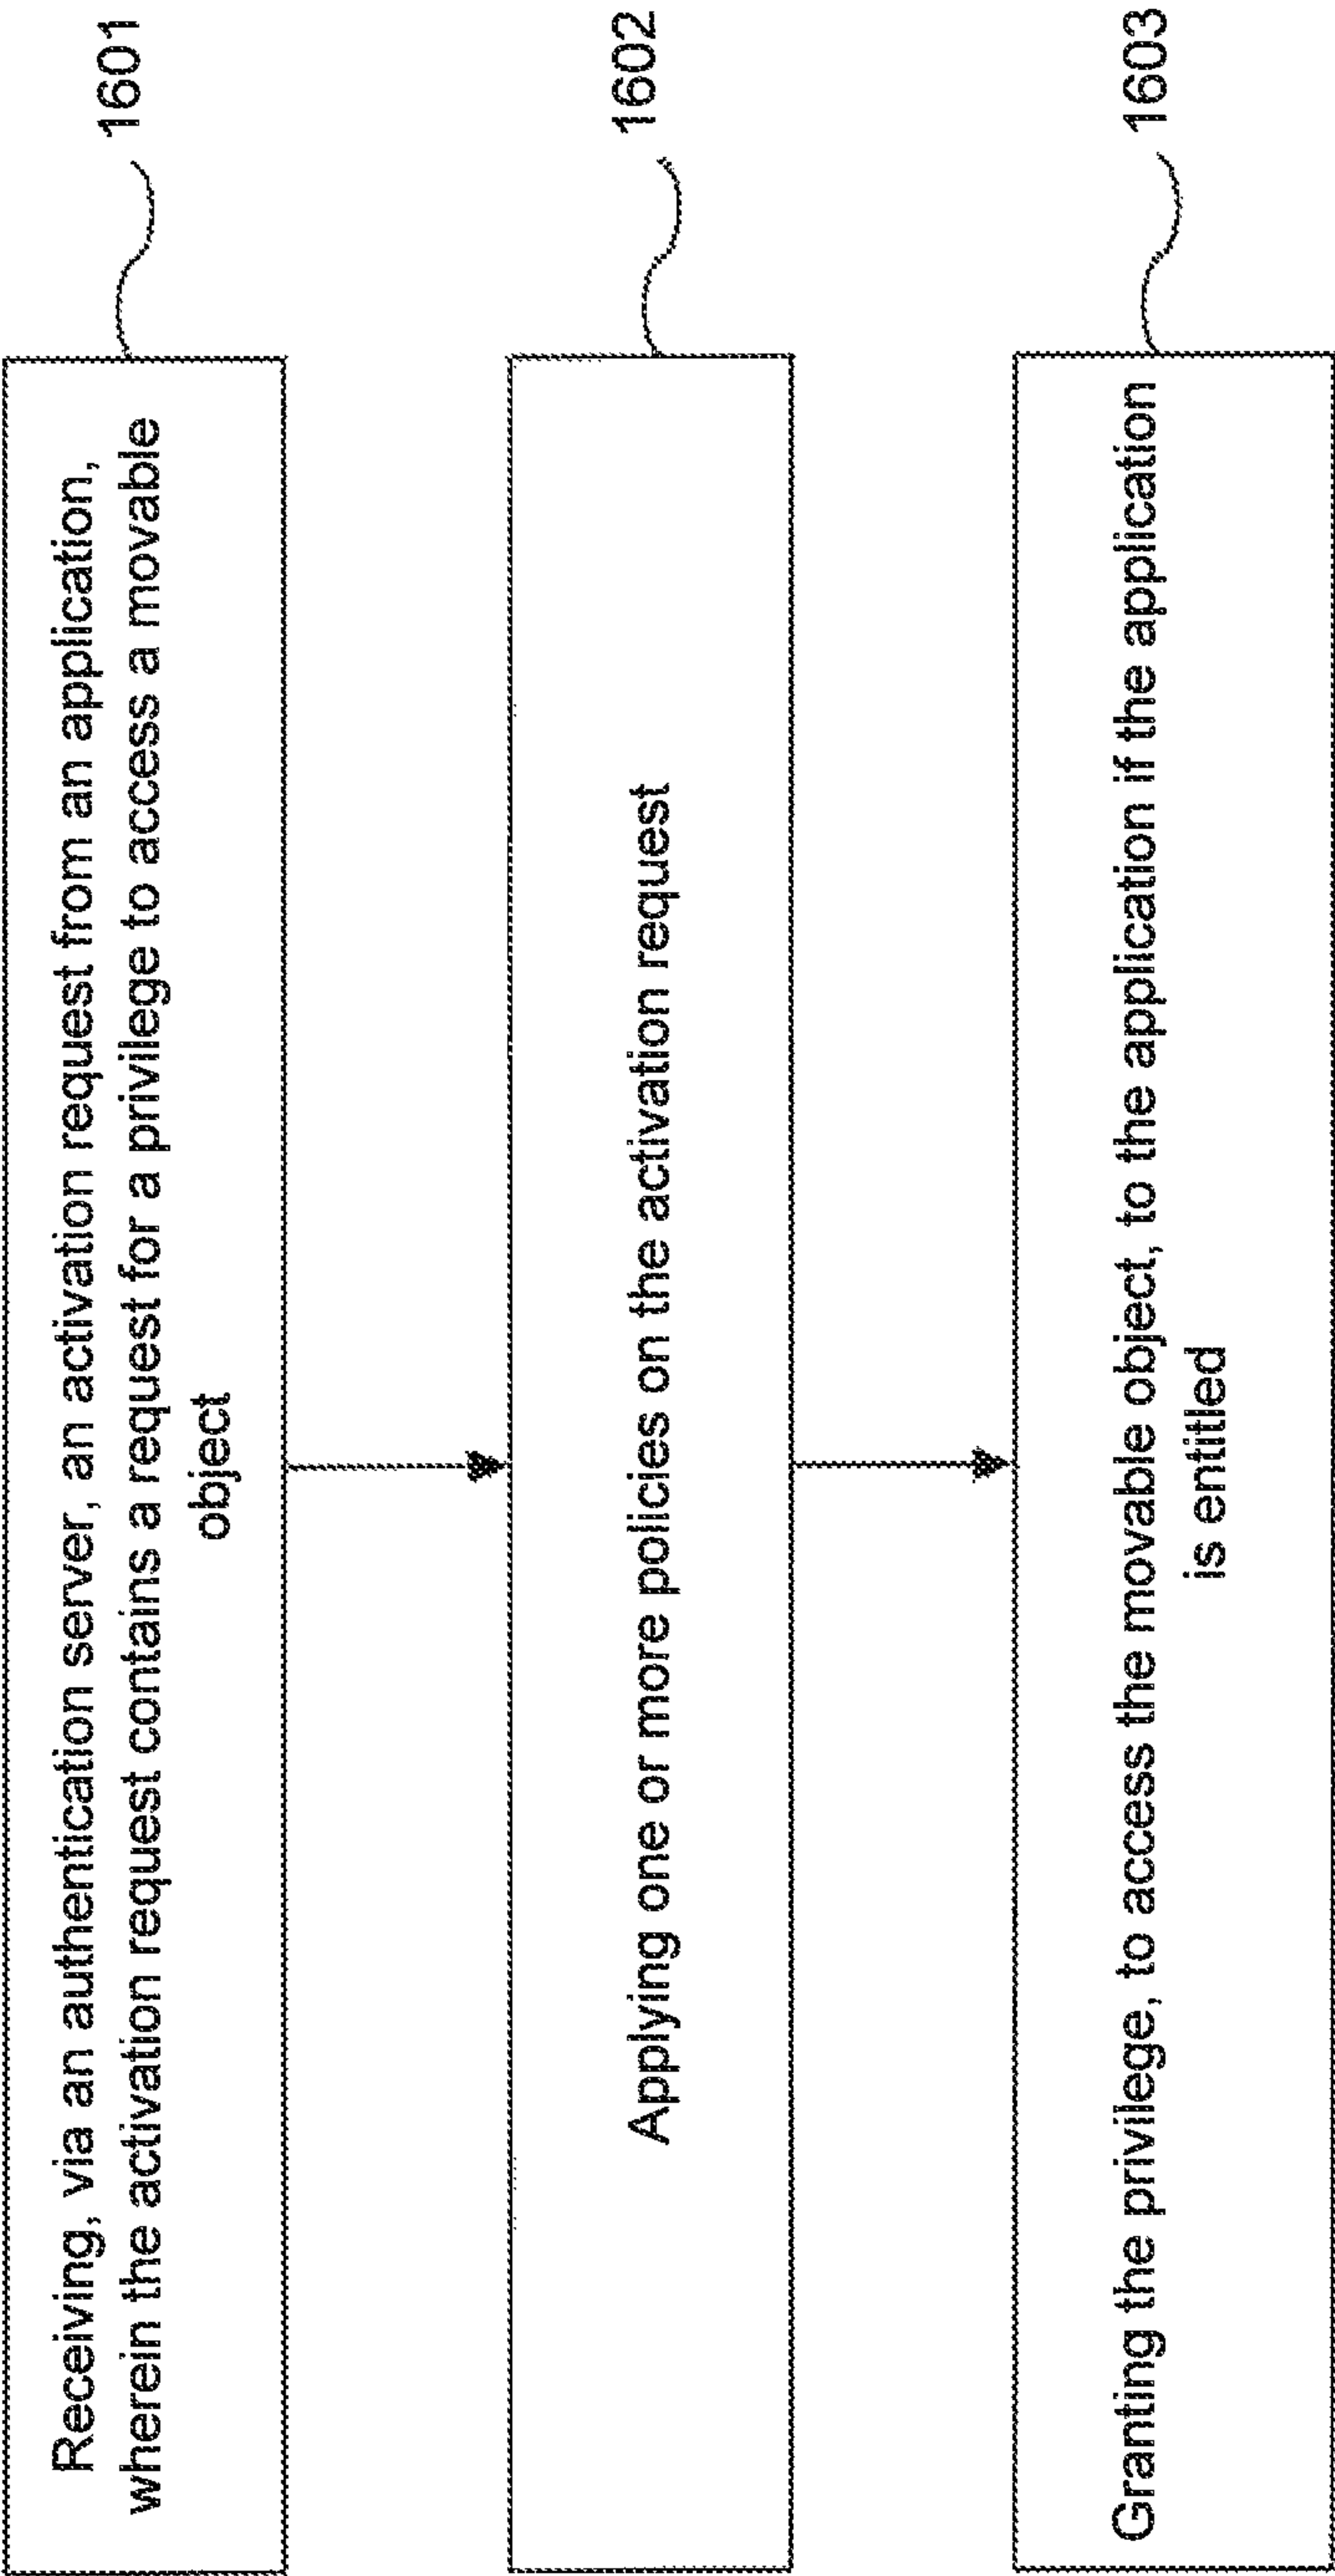 Receiving, via an authentication server, an activation request from an application,
wherein the activation request contains a request for a privilege to access a movable
object
1601
Applying one or more policies on the activation request
1602
Granting the privilege, to access the movable object, to the application if the application
is entitled
1603